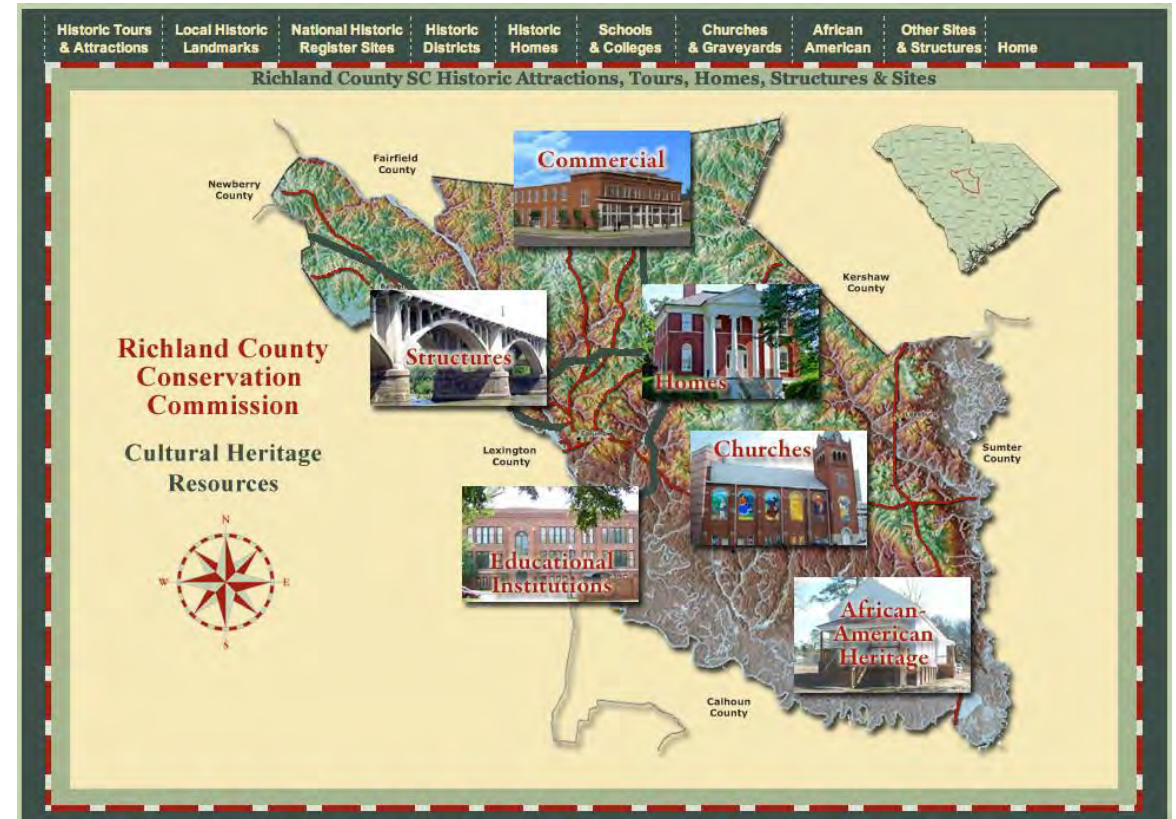 Historic Tours
& Attractions
Local Historic
Landmarks
National Historic
Register Sites
Historic
Districts
Historic
Homes
Schools
& Colleges
Churches
& Graveyards
African
American
Other Sites
& Structures
Home
Richland County SC Historic Attractions, Tours, Homes, Structures & Sites
Commercial
Fairfield
County
Newberry
County
Kershaw
County
Structures
Homes
Richland County
Conservation
Commission
Cultural Heritage
Resources
Lexington
County
Churches
Sumter
County
N
W
E
S
Educational
Institutions
African-
American
Heritage
Calhoun
County